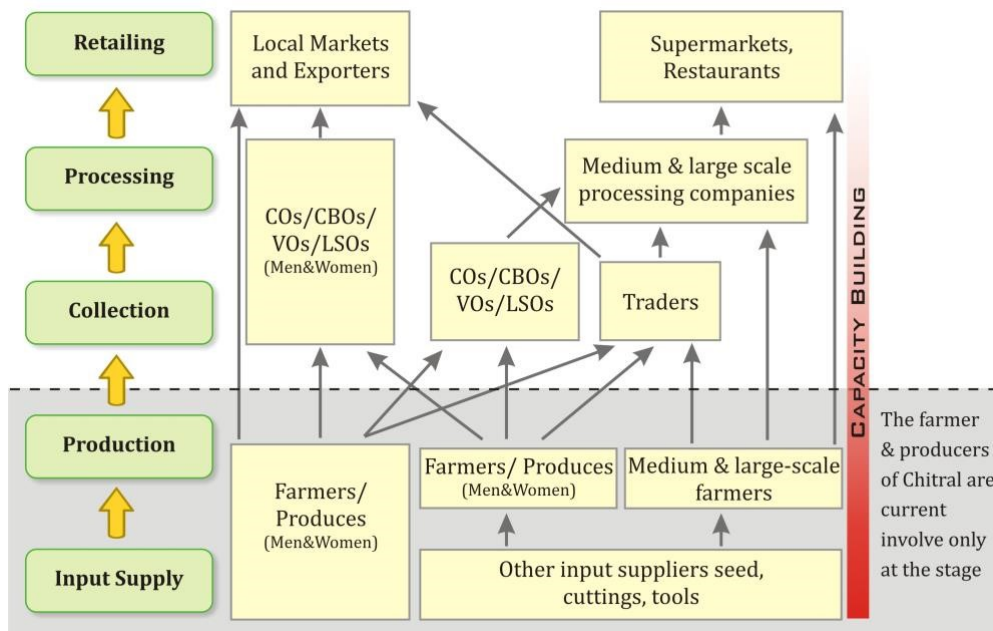 Retailing
Processing
Collection
Production
Input Supply
Local Markets
and Exporters
Supermarkets,
Restaurants
COs/CBOs/
VOs/LSOs
(Men&Women)
Medium & large scale
processing companies
COs/CBOs/
VOs/LSOs
Traders
Farmers/
Produces
(Men&Women)
Farmers/ Produces
(Men&Women)
Medium & large-scale
farmers
Other input suppliers seed,
cuttings, tools
CAPACITY BUILDING
The farmer
& producers
of Chitral are
current
involve only
at the stage